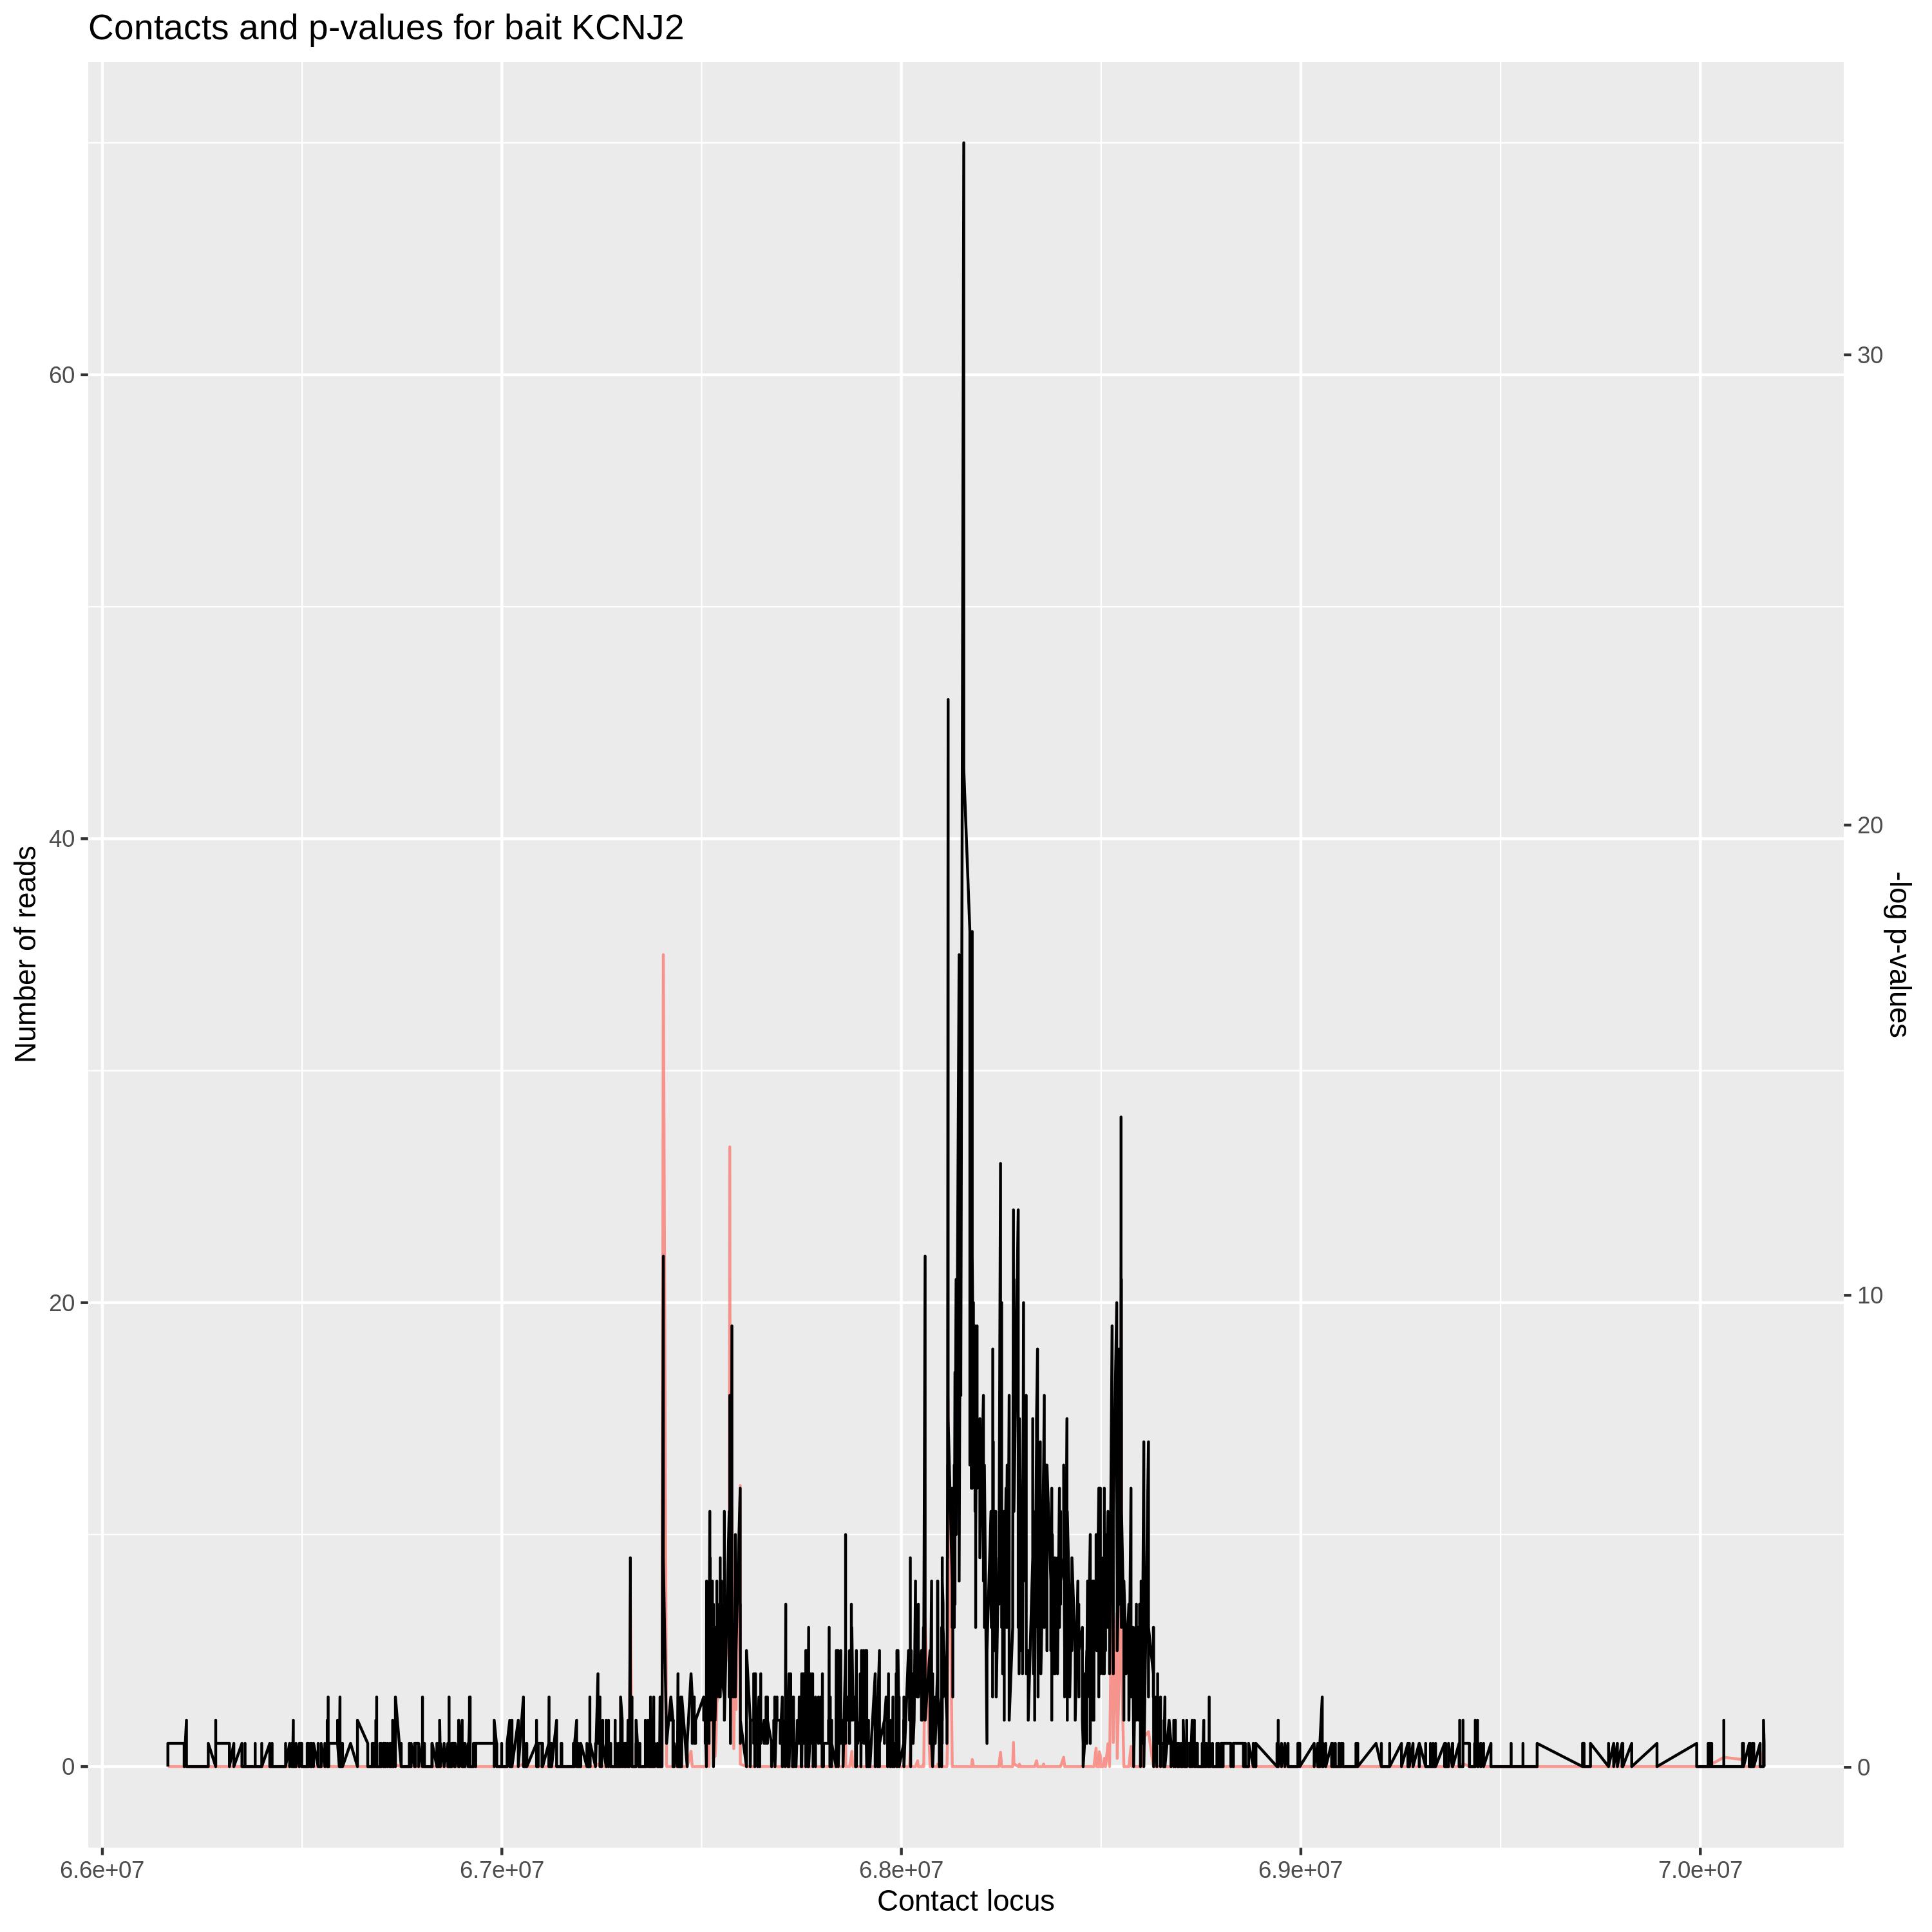 Contacts and p-values for bait KCNJ2
60
40
20
0
30
20
10
0
Number of reads
-log p-values
6.6e+07
6.7e+07
6.8e+07
6.9e+07
7.0e+07
Contact locus